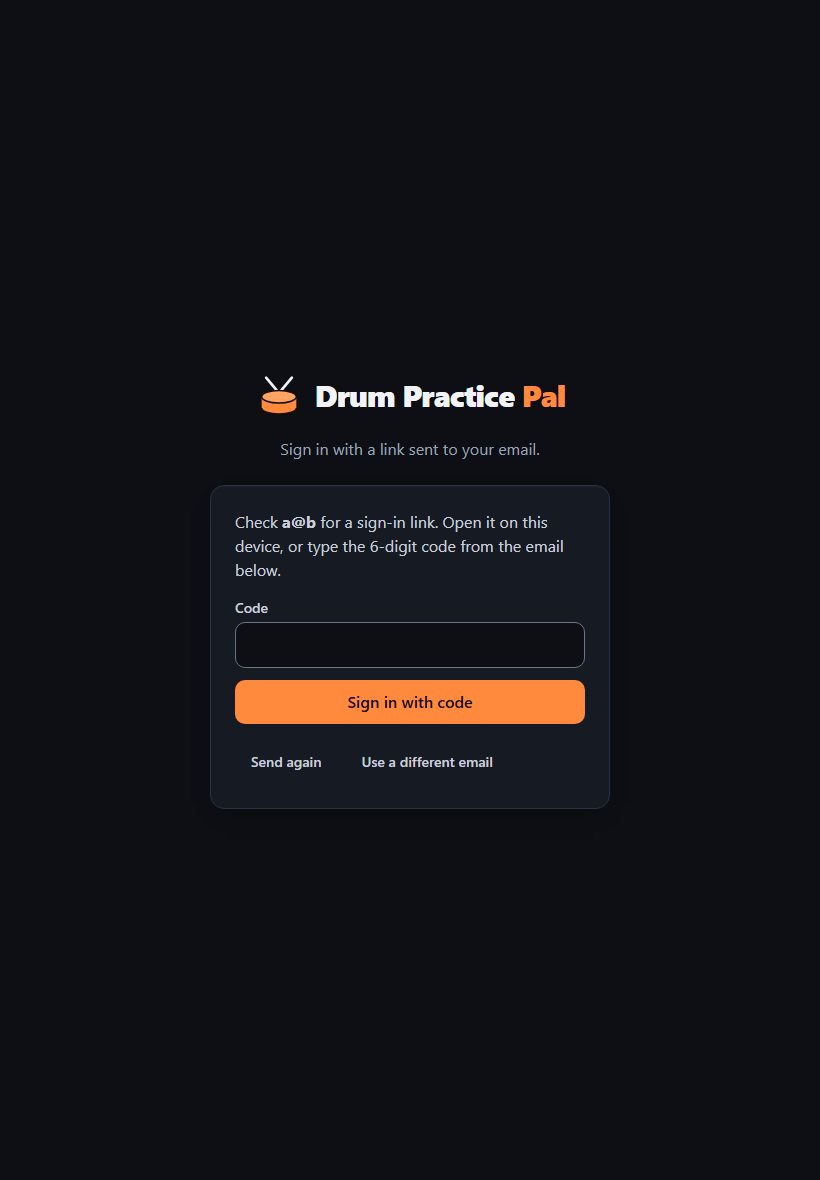 Drum Practice Pal
Sign in with a link sent to your email.
Check a@b for a sign-in link. Open it on this
device, or type the 6-digit code from the email
below.
Code
Sign in with code
Send again Use a different email